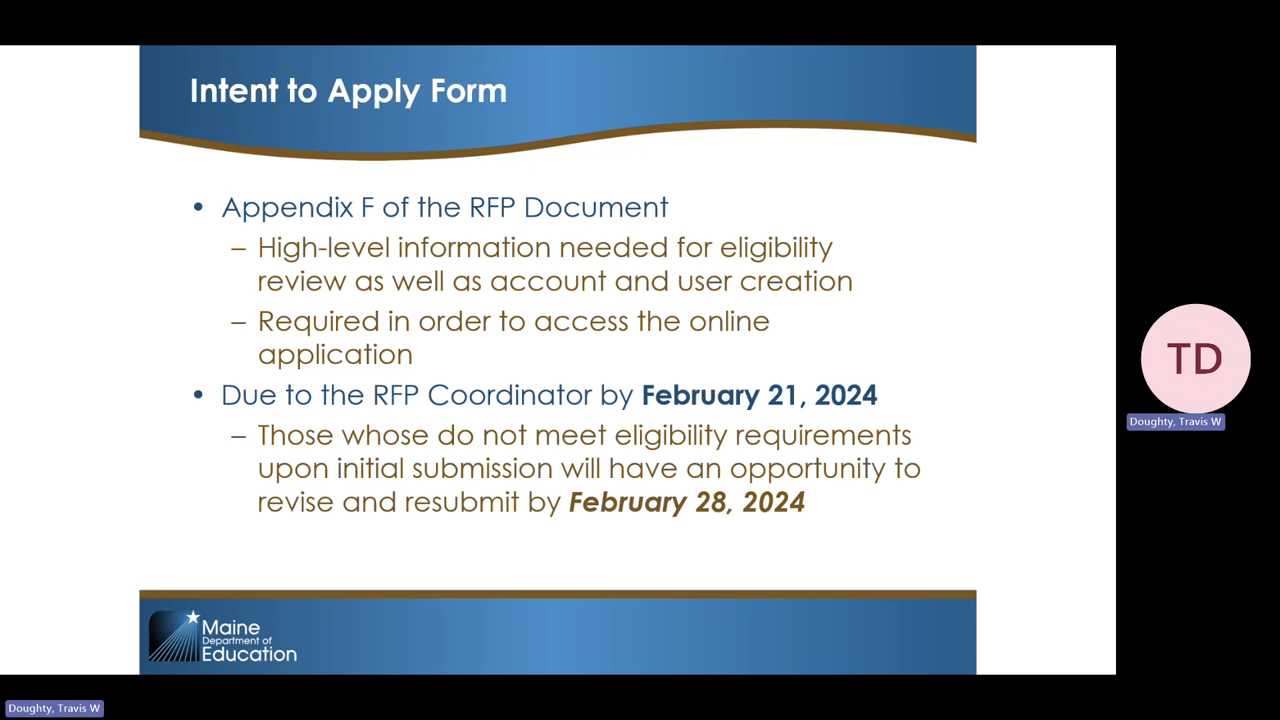 Intent to Apply Form
• Appendix F of the RFP Document
– High-level information needed for eligibility
review as well as account and user creation
– Required in order to access the online
application
• Due to the RFP Coordinator by February 21, 2024
– Those whose do not meet eligibility requirements
upon initial submission will have an opportunity to
revise and resubmit by February 28, 2024
TD
Doughty, Travis W
Maine
Department of
Education
Doughty, Travis W